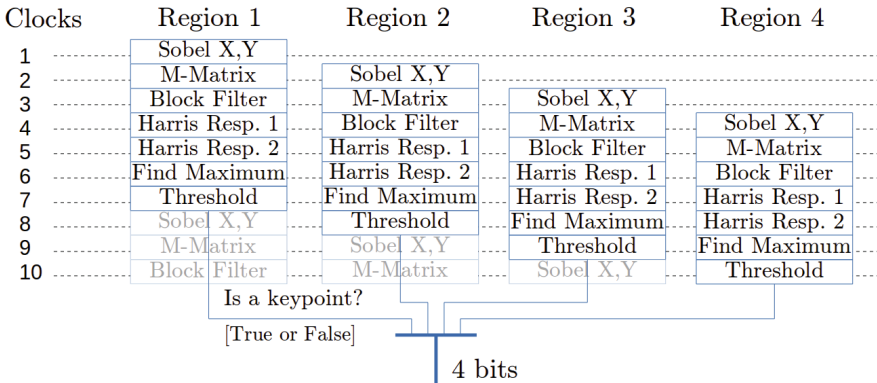 Clocks Region 1 Region 2 Region 3 Region 4
1 Sobel X,Y
2 M-Matrix Sobel X,Y
3 Block Filter M-Matrix Sobel X,Y
4 Harris Resp. 1 Block Filter M-Matrix Sobel X,Y
5 Harris Resp. 2 Harris Resp. 1 Block Filter M-Matrix
6 Find Maximum Harris Resp. 2 Harris Resp. 1 Block Filter
7 Threshold Find Maximum Harris Resp. 2 Harris Resp. 1
8 Sobel X,Y Threshold Find Maximum Harris Resp. 2
9 M-Matrix Sobel X,Y Threshold Find Maximum
10 Block Filter M-Matrix Sobel X,Y Threshold
Is a keypoint?
[True or False]
4 bits